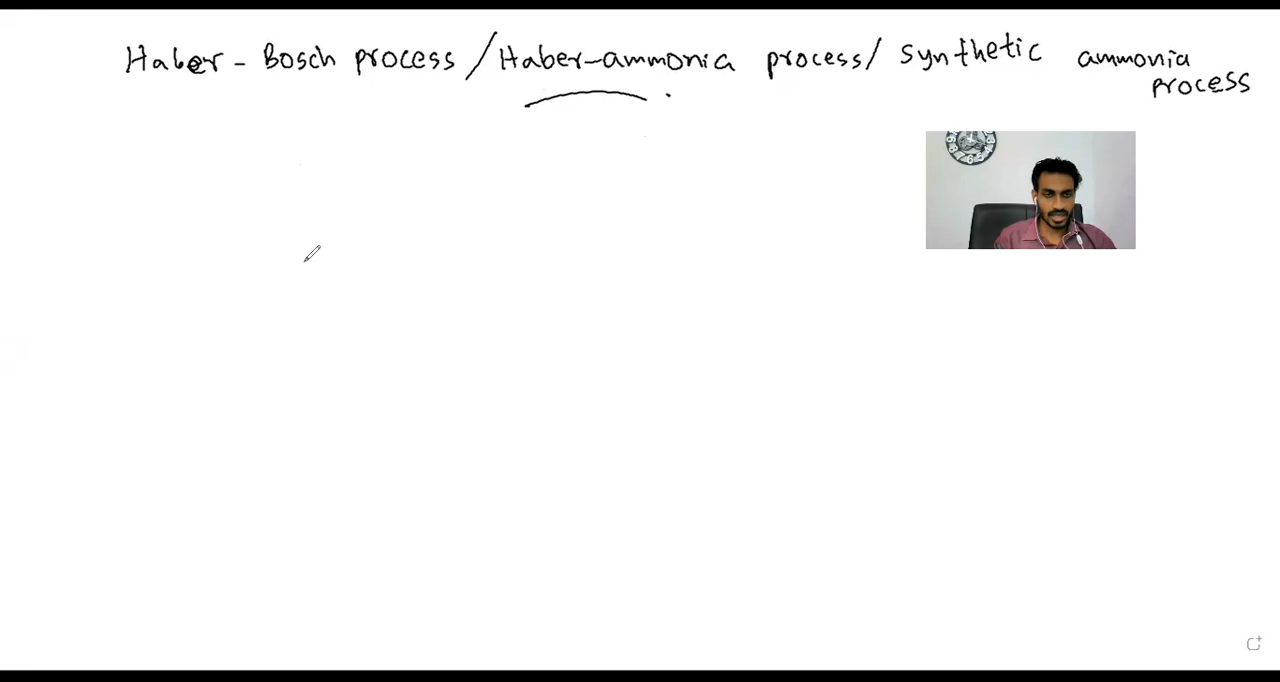 Haber - Bosch process / Haber-ammonia process / synthetic ammonia
process